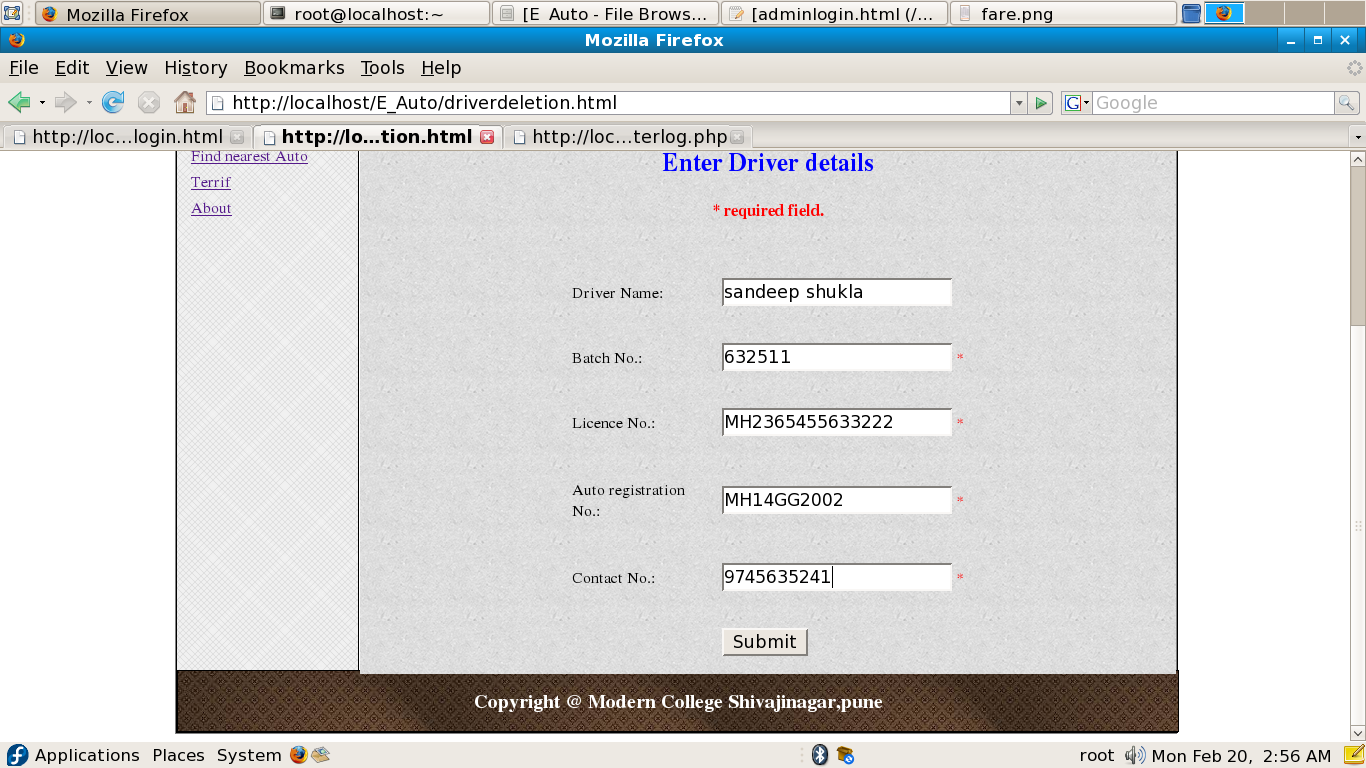 Mozilla Firefox
root@localhost:~
[E_Auto - File Brows...
[adminlogin.html (/...
fare.png
Mozilla Firefox
File Edit View History Bookmarks Tools Help
http://localhost/E_Auto/driverdeletion.html
G
Google
http://loc...login.html
http://lo...tion.html
http://loc...terlog.php
Find nearest Auto
Terrif
About
Enter Driver details
* required field.
Driver Name: sandeep shukla
Batch No.: 632511 *
Licence No.: MH2365455633222 *
Auto registration
No.: MH14GG2002 *
Contact No.: 9745635241 *
Submit
Copyright @ Modern College Shivajinagar,pune
Applications Places System
root
Mon Feb 20, 2:56 AM